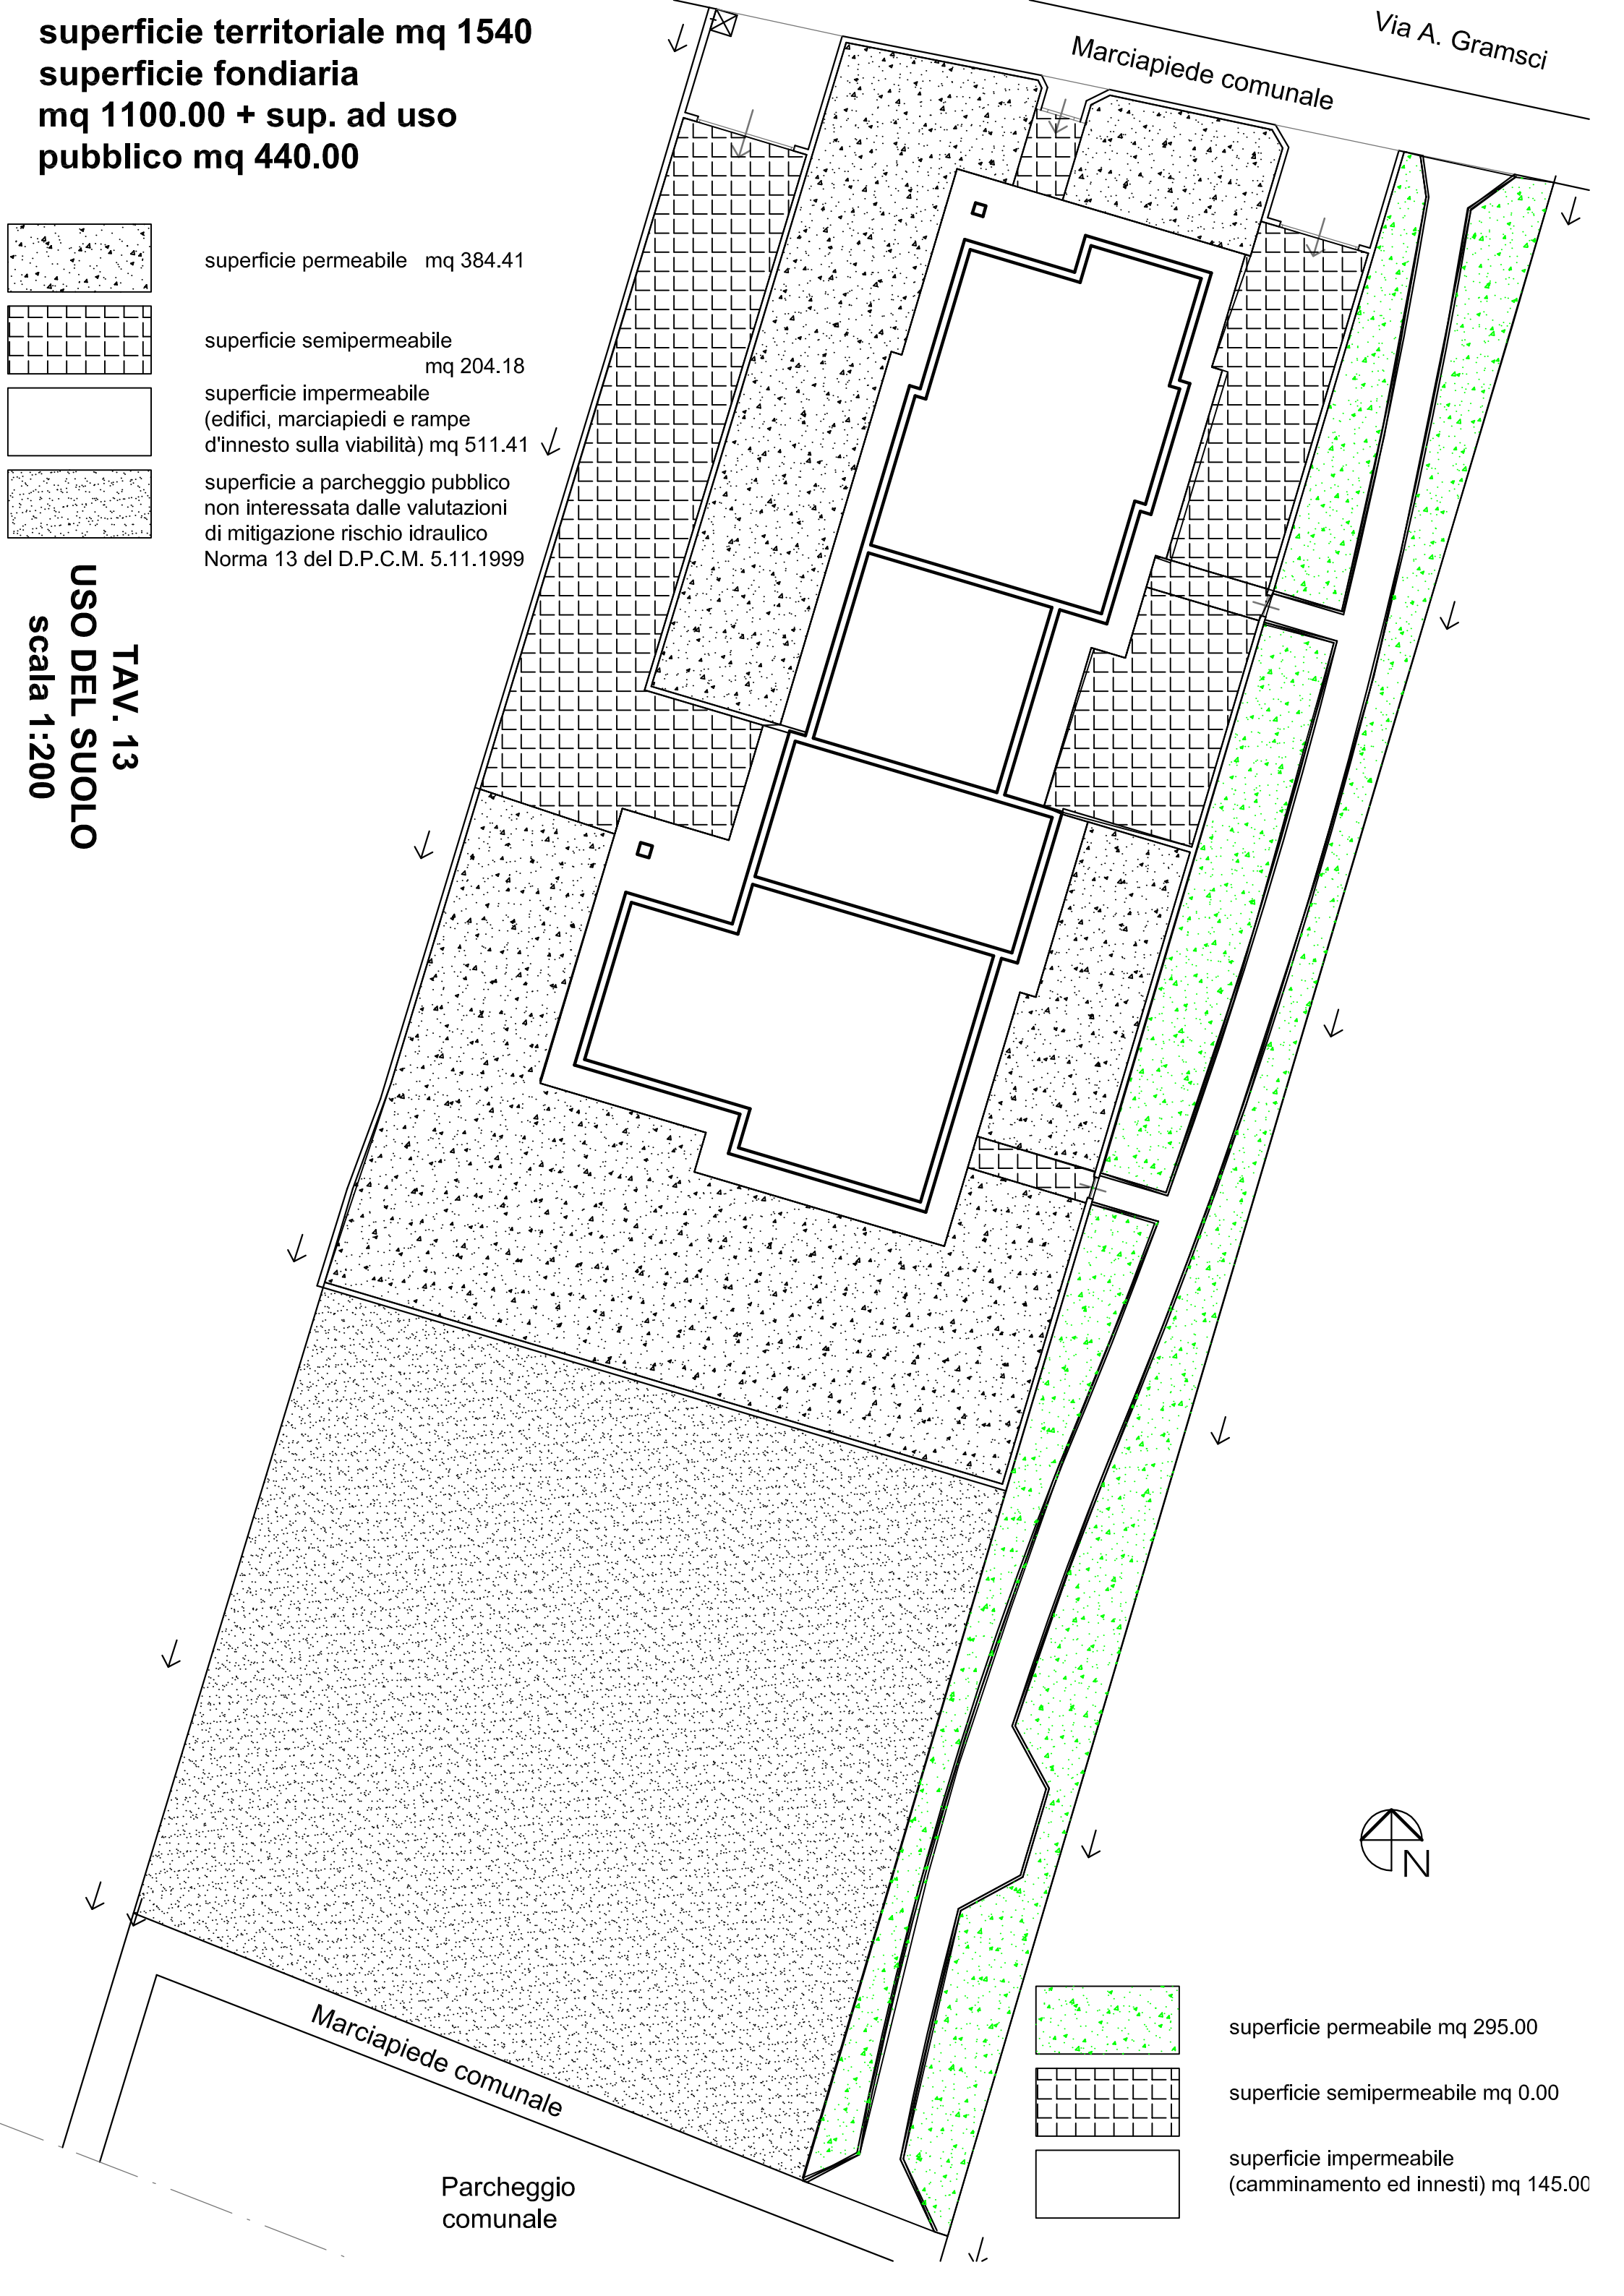 superficie territoriale mq 1540
superficie fondiaria
mq 1100.00 + sup. ad uso
pubblico mq 440.00
Via A. Gramsci
Marciapiede comunale
superficie permeabile mq 384.41
superficie semipermeabile
mq 204.18
superficie impermeabile
(edifici, marciapiedi e rampe
d'innesto sulla viabilità) mq 511.41
superficie a parcheggio pubblico
non interessata dalle valutazioni
di mitigazione rischio idraulico
Norma 13 del D.P.C.M. 5.11.1999
TAV. 13
USO DEL SUOLO
scala 1:200
N
superficie permeabile mq 295.00
superficie semipermeabile mq 0.00
superficie impermeabile
(camminamento ed innesti) mq 145.00
Marciapiede comunale
Parcheggio
comunale